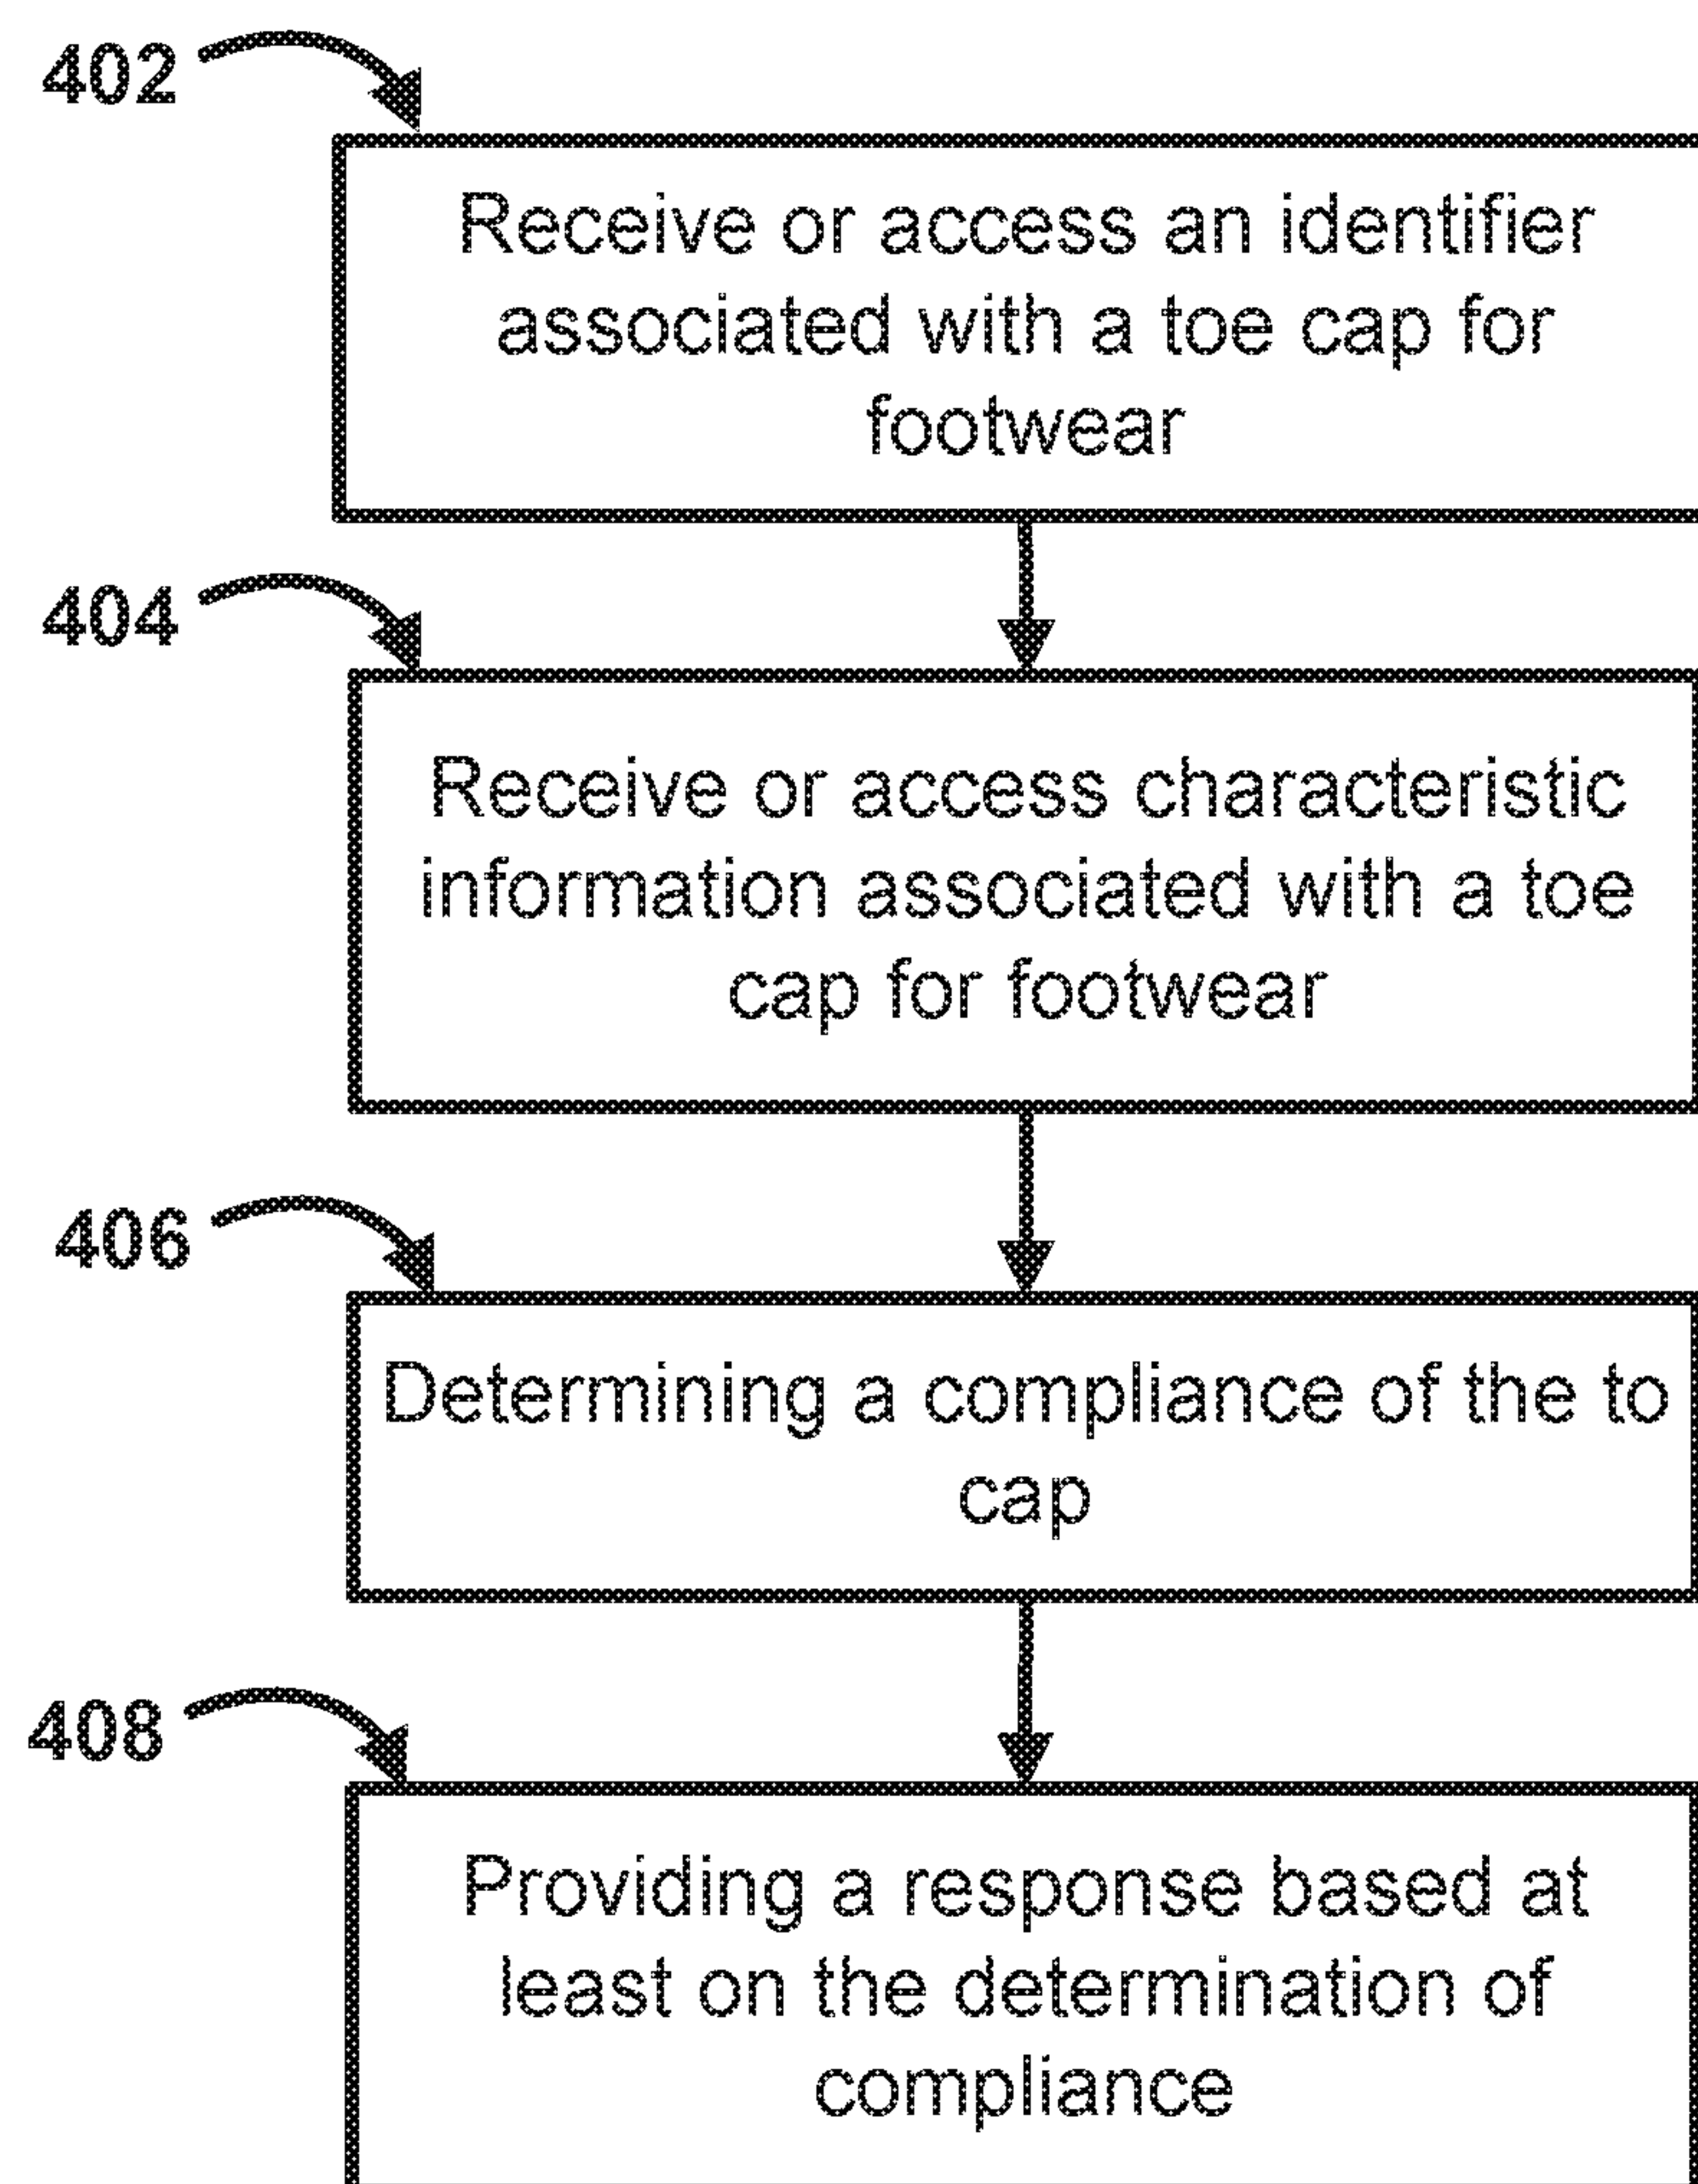 402
Receive or access an identifier
associated with a toe cap for
footwear
404
Receive or access characteristic
information associated with a toe
cap for footwear
406
Determining a compliance of the to
cap
408
Providing a response based at
least on the determination of
compliance